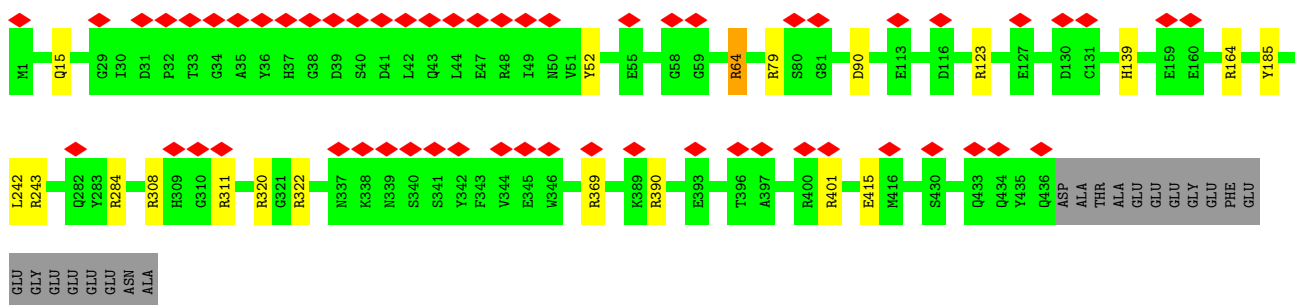 M1 Q15 G29 I30 D31 P32 T33 G34 A35 Y36 H37 G38 D39 S40 D41 L42 Q43 L44 E47 R48 I49 N50 V51 Y52 E55 G58 G59 R64 R79 S80 G81 D90 E113 D116 R123 E127 D130 C131 H139 E159 E160 R164 Y185
L242 R243 Q282 Y283 R284 R308 H309 G310 R311 R320 G321 R322 N337 K338 N339 S340 S341 Y342 F343 V344 E345 W346 R369 K389 R390 E393 T396 A397 R400 R401 E415 M416 S430 Q433 Q434 Y435 Q436 ASP ALA THR ALA GLU GLU GLU GLY GLU PHE GLU
GLU GLY GLU GLU GLU GLU ASN ALA